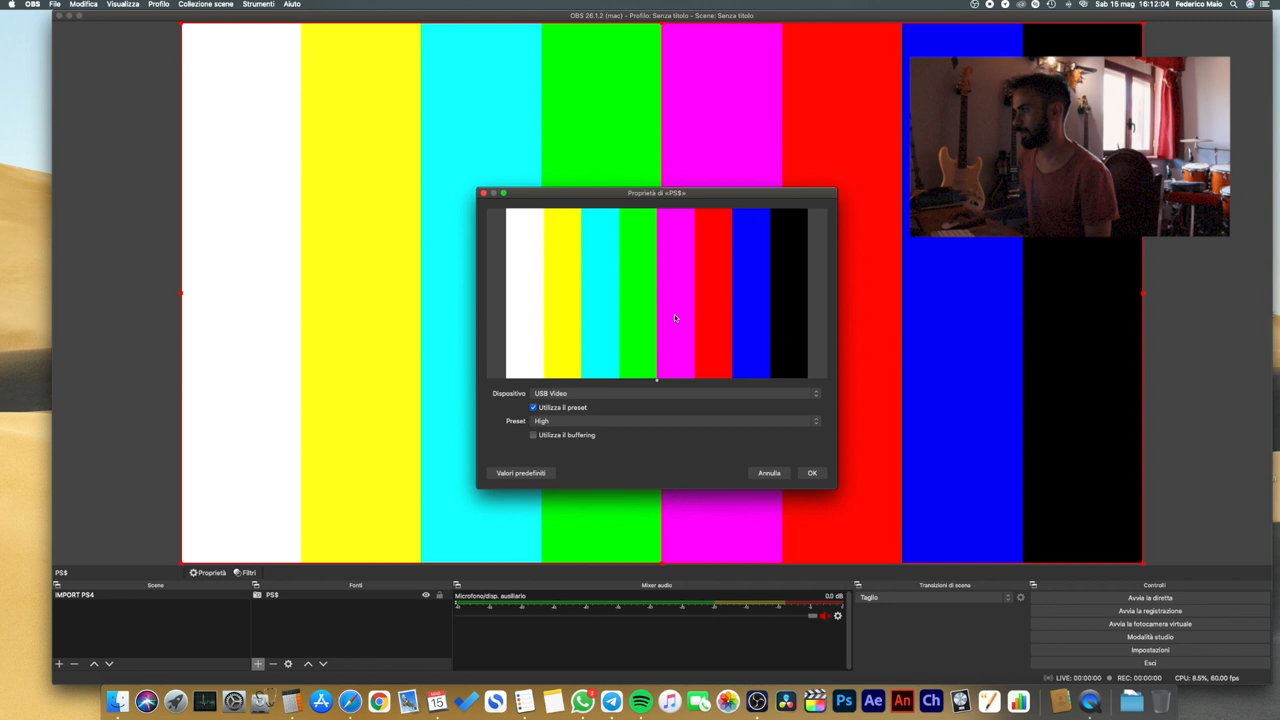 OBS File Modifica Visualizza Profilo Collezione scene Strumenti Aiuto
Sab 15 mag 16:12:04 Federico Maio
OBS 26.1.2 (mac) - Profilo: Senza titolo - Scene: Senza titolo
Proprietà di «PS$»
Dispositivo USB Video
Utilizza il preset
Preset High
Utilizza il buffering
Valori predefiniti Annulla OK
PS$ Proprietà Filtri
Scene Fonti Mixer audio Transizioni di scena Controlli
IMPORT PS4
PS$
Microfono/disp. ausiliario 0.0 dB
Taglio
Avvia la diretta
Avvia la registrazione
Avvia la fotocamera virtuale
Modalità studio
Impostazioni
Esci
LIVE: 00:00:00 REC: 00:00:00 CPU: 8.5%, 60.00 fps
15
Ps Ae An Ch